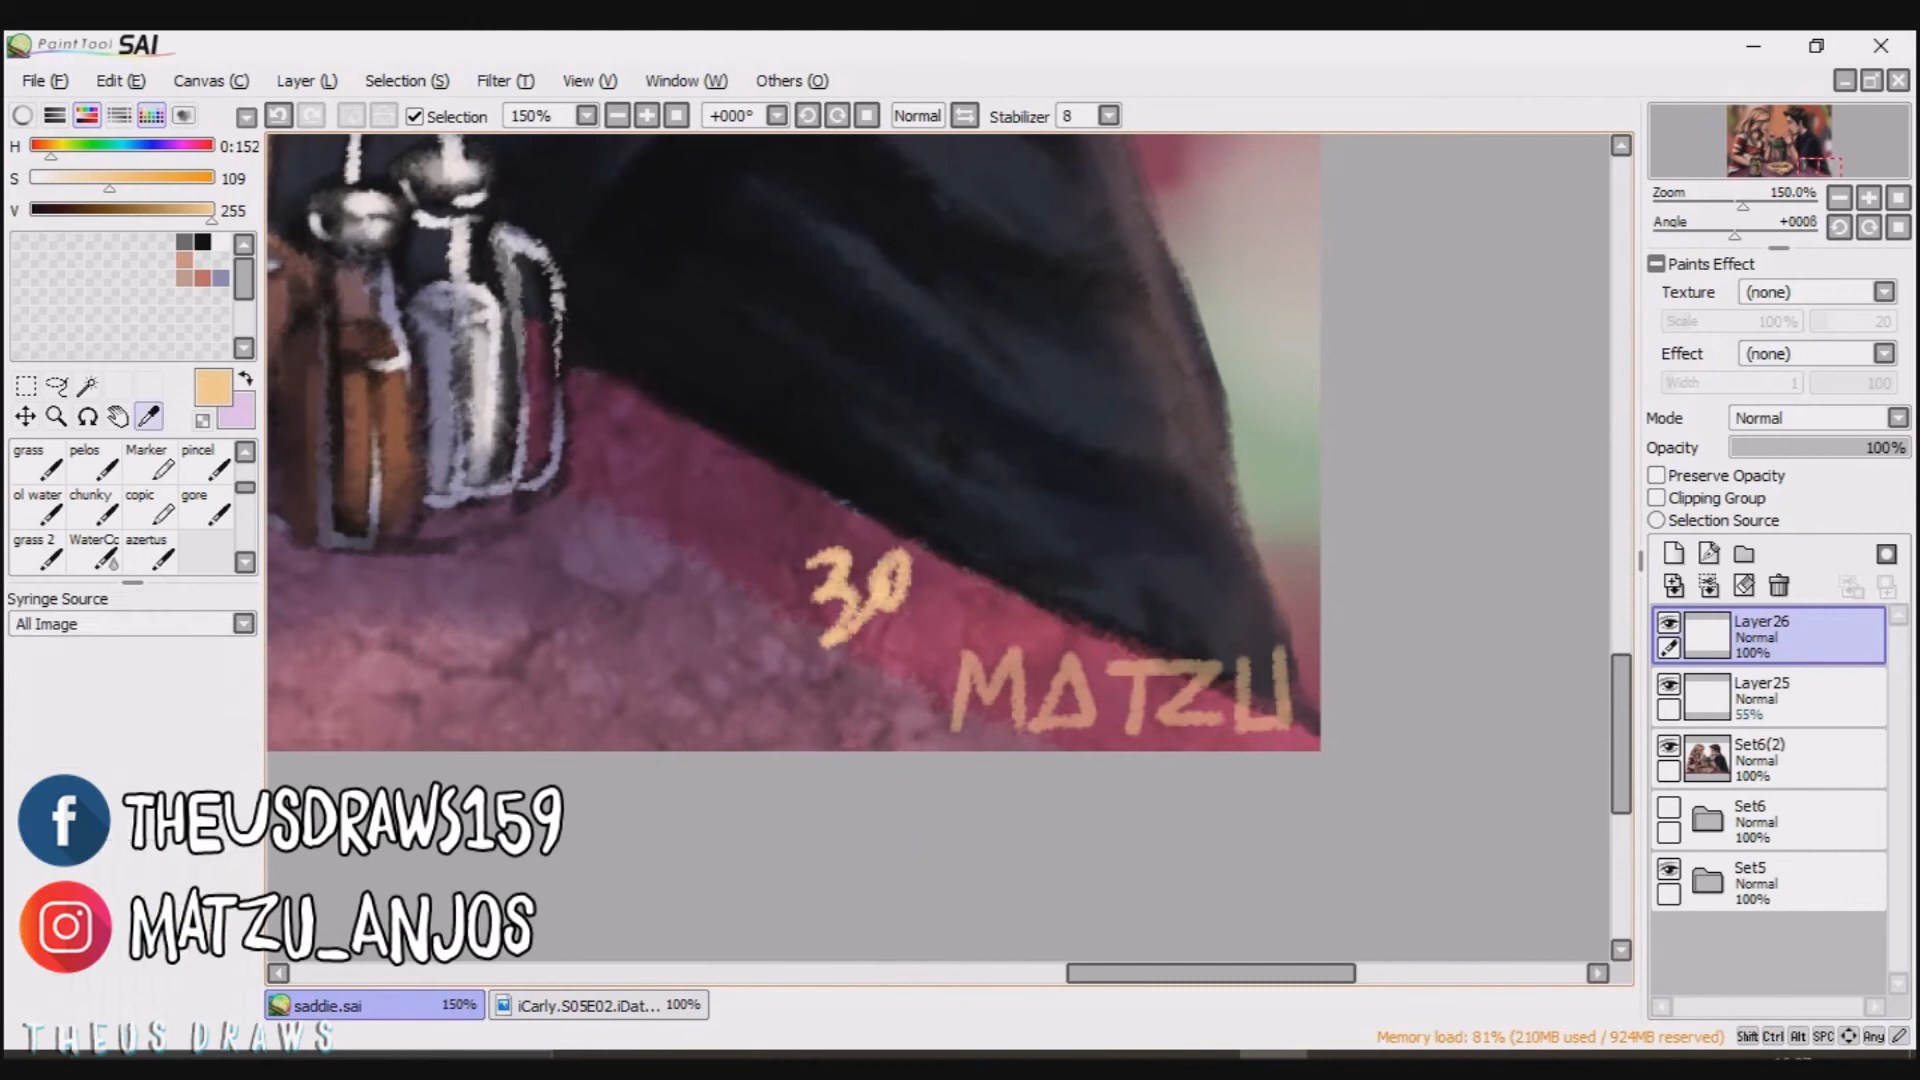 PaintTool SAI
File (F) Edit (E) Canvas (C) Layer (L) Selection (S) Filter (T) View (V) Window (W) Others (O)
Selection 150% +000° Normal Stabilizer 8
H 0:152
S 109
V 255
Zoom 150.0%
Angle +0008
Paints Effect
Texture (none)
Scale 100% 20
Effect (none)
Width 1 100
Mode Normal
Opacity 100%
Preserve Opacity
Clipping Group
Selection Source
grass pelos Marker pincel
ol water chunky copic gore
grass 2 WaterCc azertus
Syringe Source
All Image
Layer26
Normal
100%
Layer25
Normal
55%
Set6(2)
Normal
100%
Set6
Normal
100%
Set5
Normal
100%
30
MATZU
THEUSDRAWS159
MATZU_ANJOS
THEUS DRAWS
saddie.sai 150% iCarly.S05E02.iDat... 100%
Memory load: 81% (210MB used / 924MB reserved) Shift Ctrl Alt SPC Any